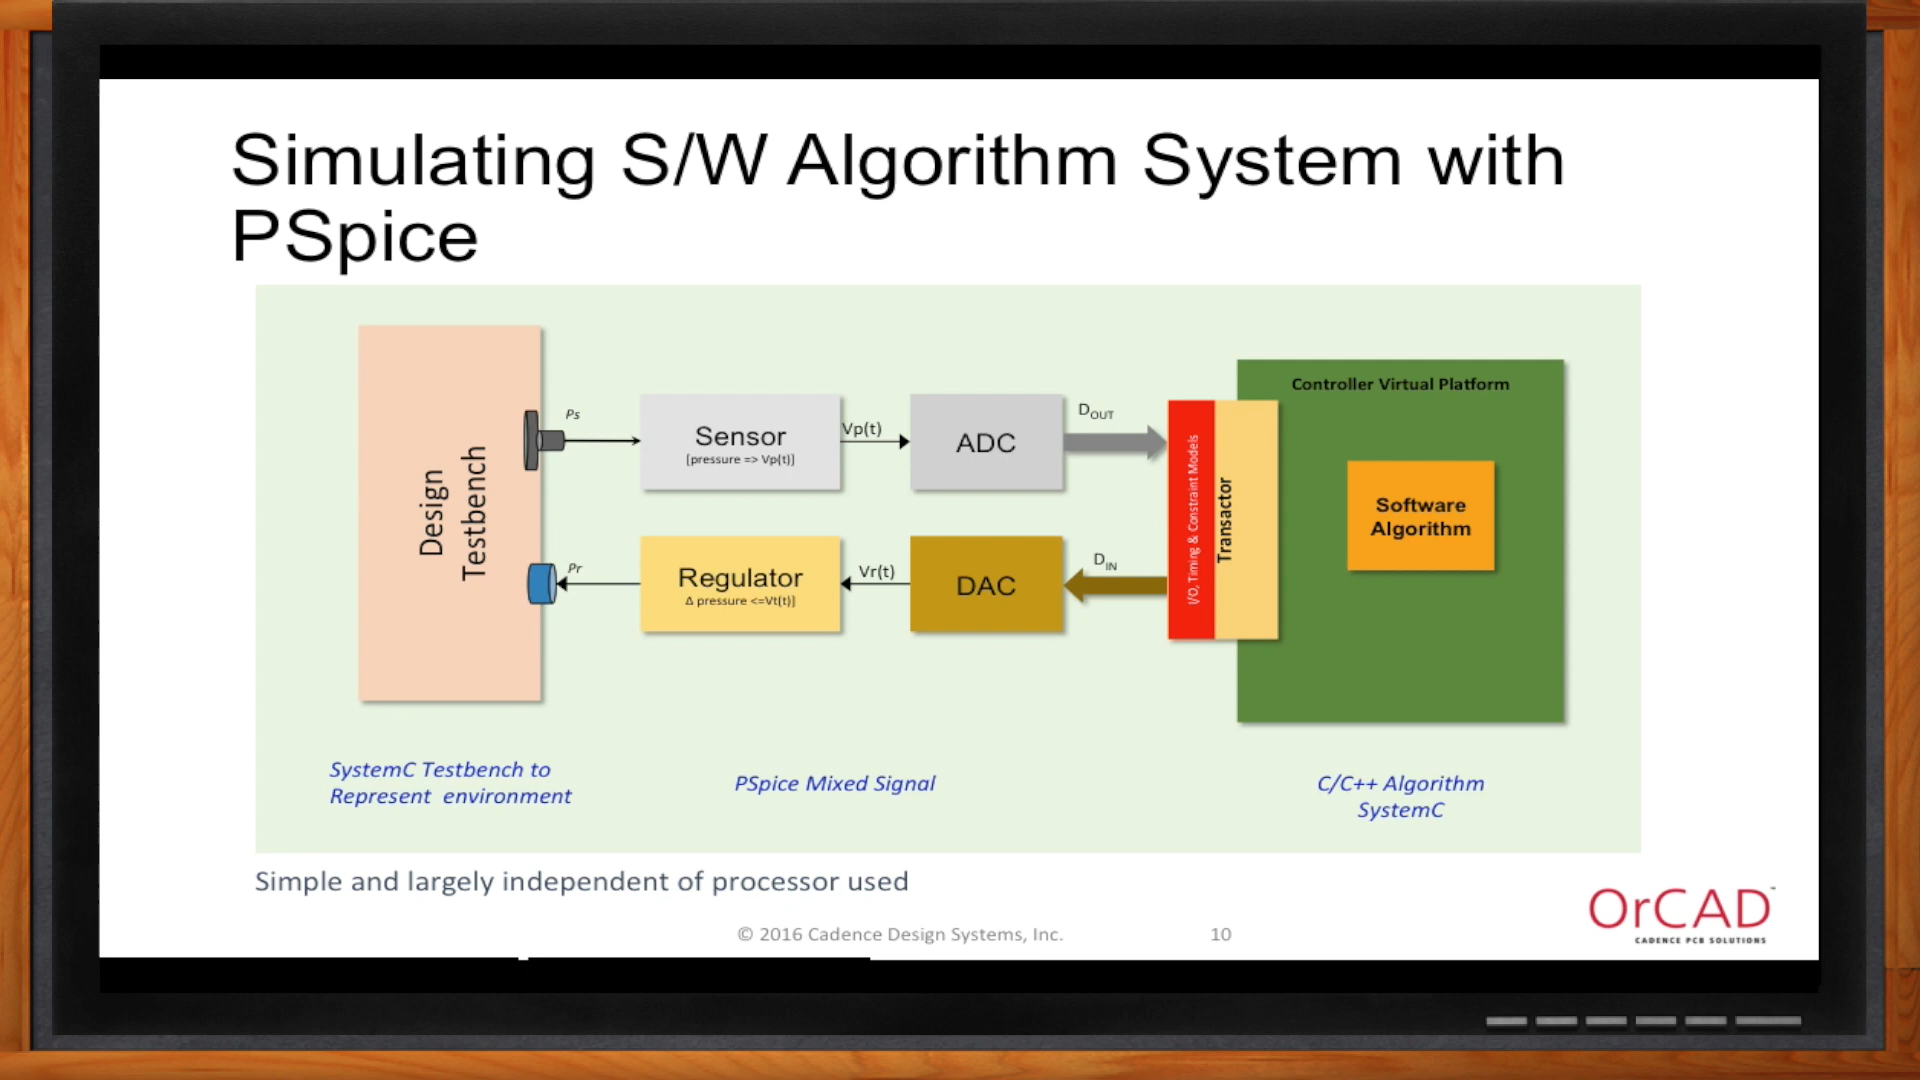 Simulating S/W Algorithm System with
PSpice
Design
Testbench
Ps
Sensor
[pressure => Vp(t)]
Vp(t)
ADC
DOUT
Pr
Regulator
Δ pressure <=Vt(t)]
Vr(t)
DAC
DIN
I/O, Timing & Constraint Models
Transactor
Controller Virtual Platform
Software
Algorithm
SystemC Testbench to
Represent environment
PSpice Mixed Signal
C/C++ Algorithm
SystemC
Simple and largely independent of processor used
© 2016 Cadence Design Systems, Inc.
10
OrCAD
CADENCE PCB SOLUTIONS